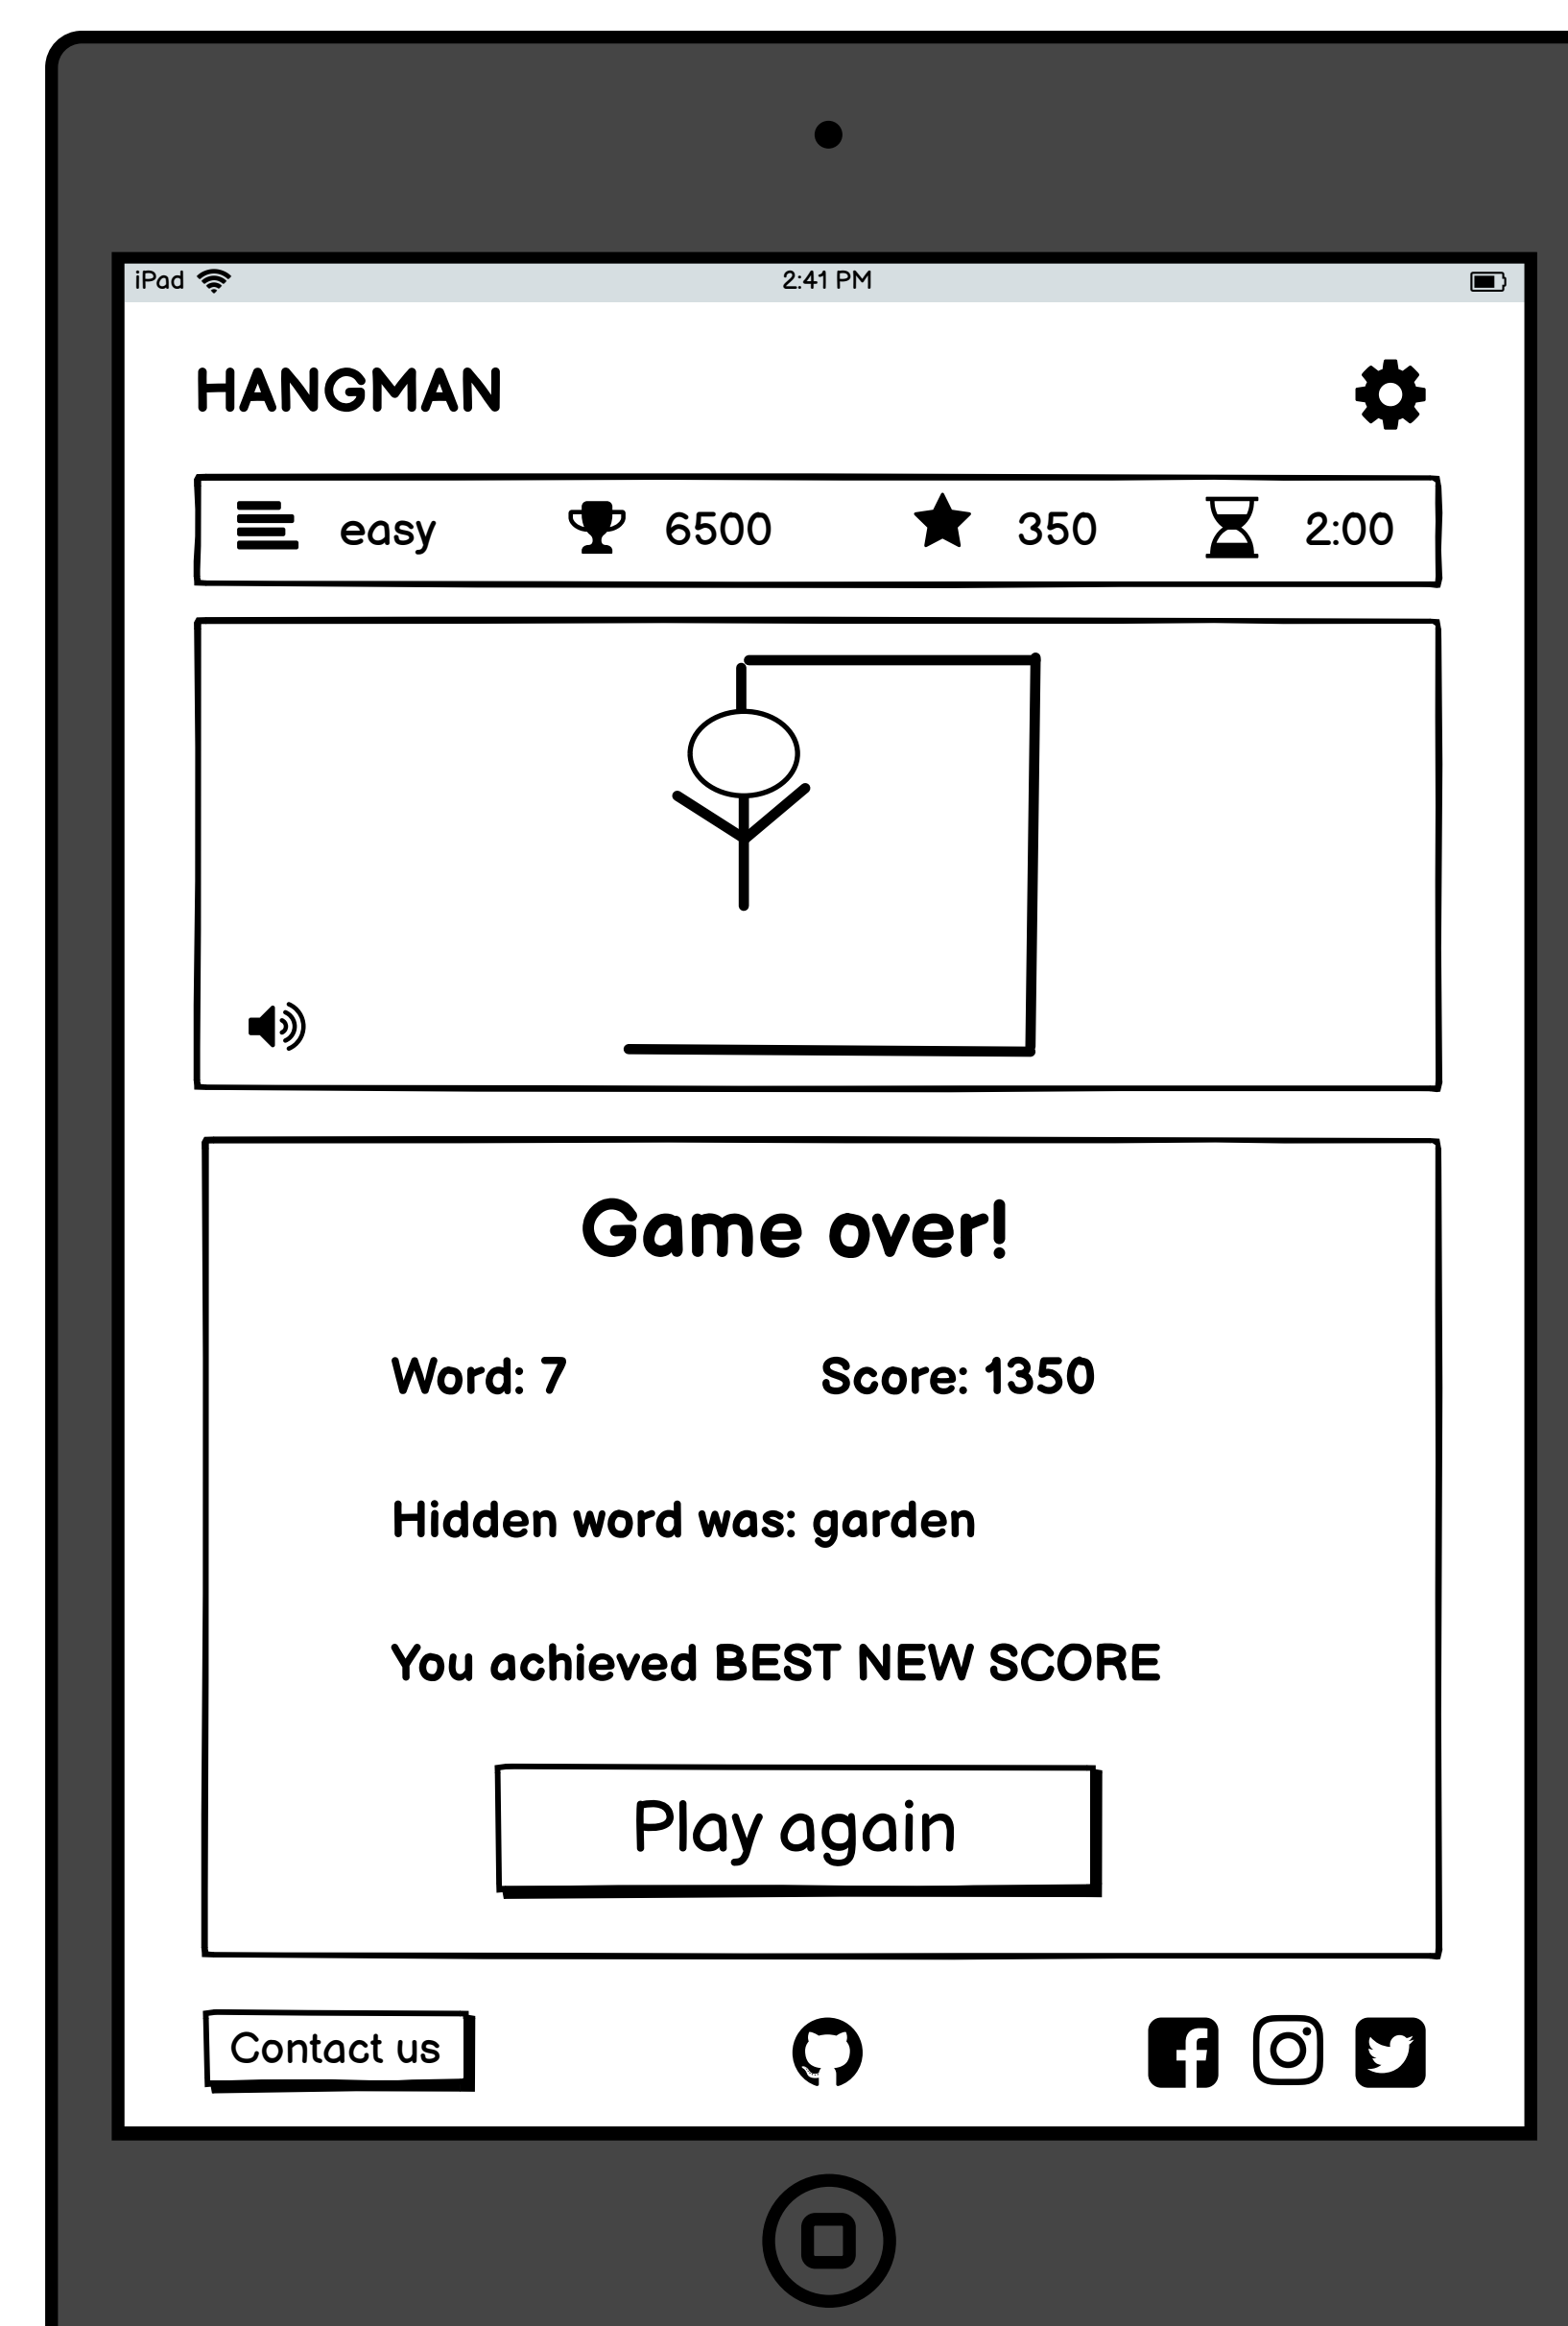 iPad 2:41 PM
HANGMAN
easy 6500 350 2:00
Game over!
Word: 7 Score: 1350
Hidden word was: garden
You achieved BEST NEW SCORE
Play again
Contact us